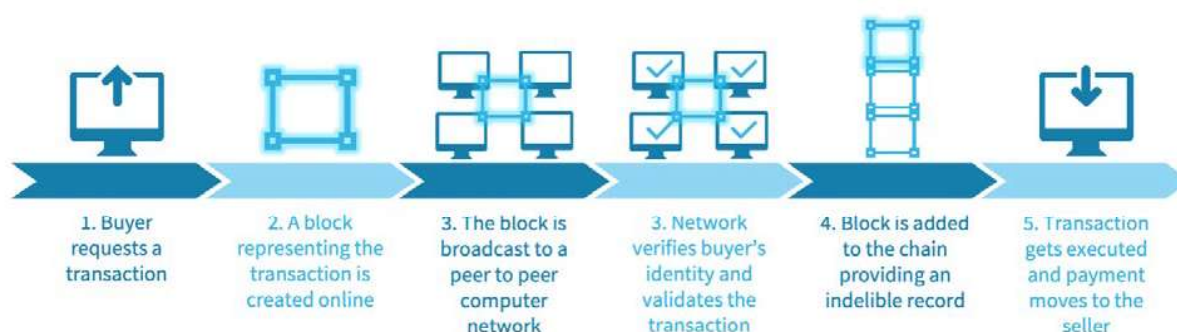 1. Buyer
requests a
transaction
2. A block
representing the
transaction is
created online
3. The block is
broadcast to a
peer to peer
computer
network
3. Network
verifies buyer's
identity and
validates the
transaction
4. Block is added
to the chain
providing an
indelible record
5. Transaction
gets executed
and payment
moves to the
seller